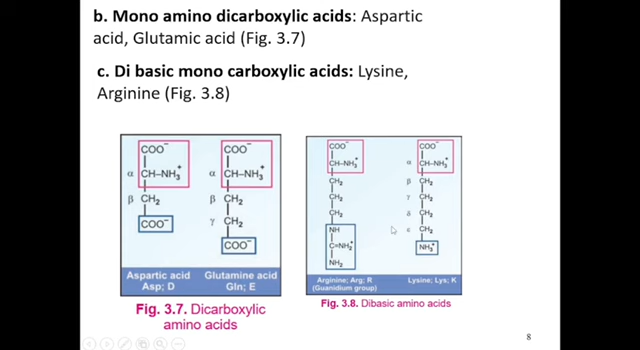 b. Mono amino dicarboxylic acids: Aspartic
acid, Glutamic acid (Fig. 3.7)
c. Di basic mono carboxylic acids: Lysine,
Arginine (Fig. 3.8)
COO⁻
α CH–NH₃⁺
β CH₂
COO⁻
Aspartic acid
Asp; D
COO⁻
α CH–NH₃⁺
β CH₂
γ CH₂
COO⁻
Glutamine acid
Gln; E
Fig. 3.7. Dicarboxylic
amino acids
COO⁻
CH–NH₃⁺
CH₂
CH₂
CH₂
NH
C=NH₂⁺
NH₂
Arginine; Arg; R
(Guanidium group)
COO⁻
α CH–NH₃⁺
β CH₂
γ CH₂
δ CH₂
ε CH₂
NH₃⁺
Lysine; Lys; K
Fig. 3.8. Dibasic amino acids
8